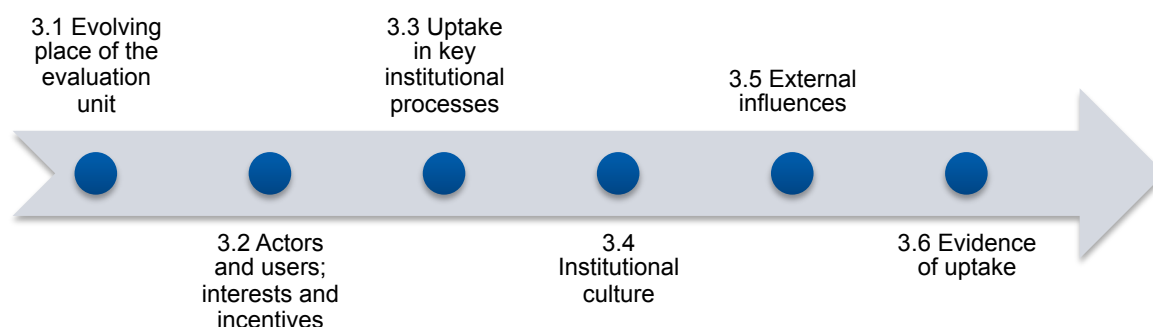 3.1 Evolving
place of the
evaluation
unit
3.2 Actors
and users;
interests and
incentives
3.3 Uptake
in key
institutional
processes
3.4
Institutional
culture
3.5 External
influences
3.6 Evidence
of uptake